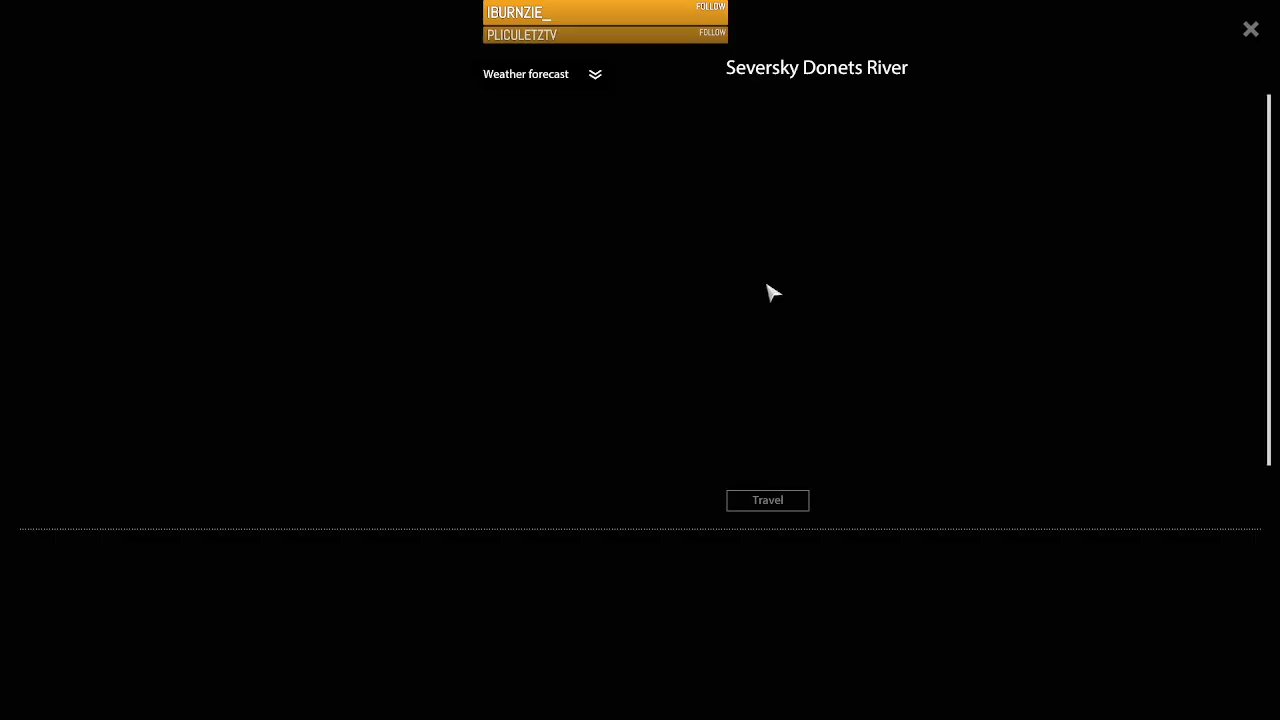 IBURNZIE_
FOLLOW
PLICULETZTV
FOLLOW
Weather forecast
Seversky Donets River
Travel